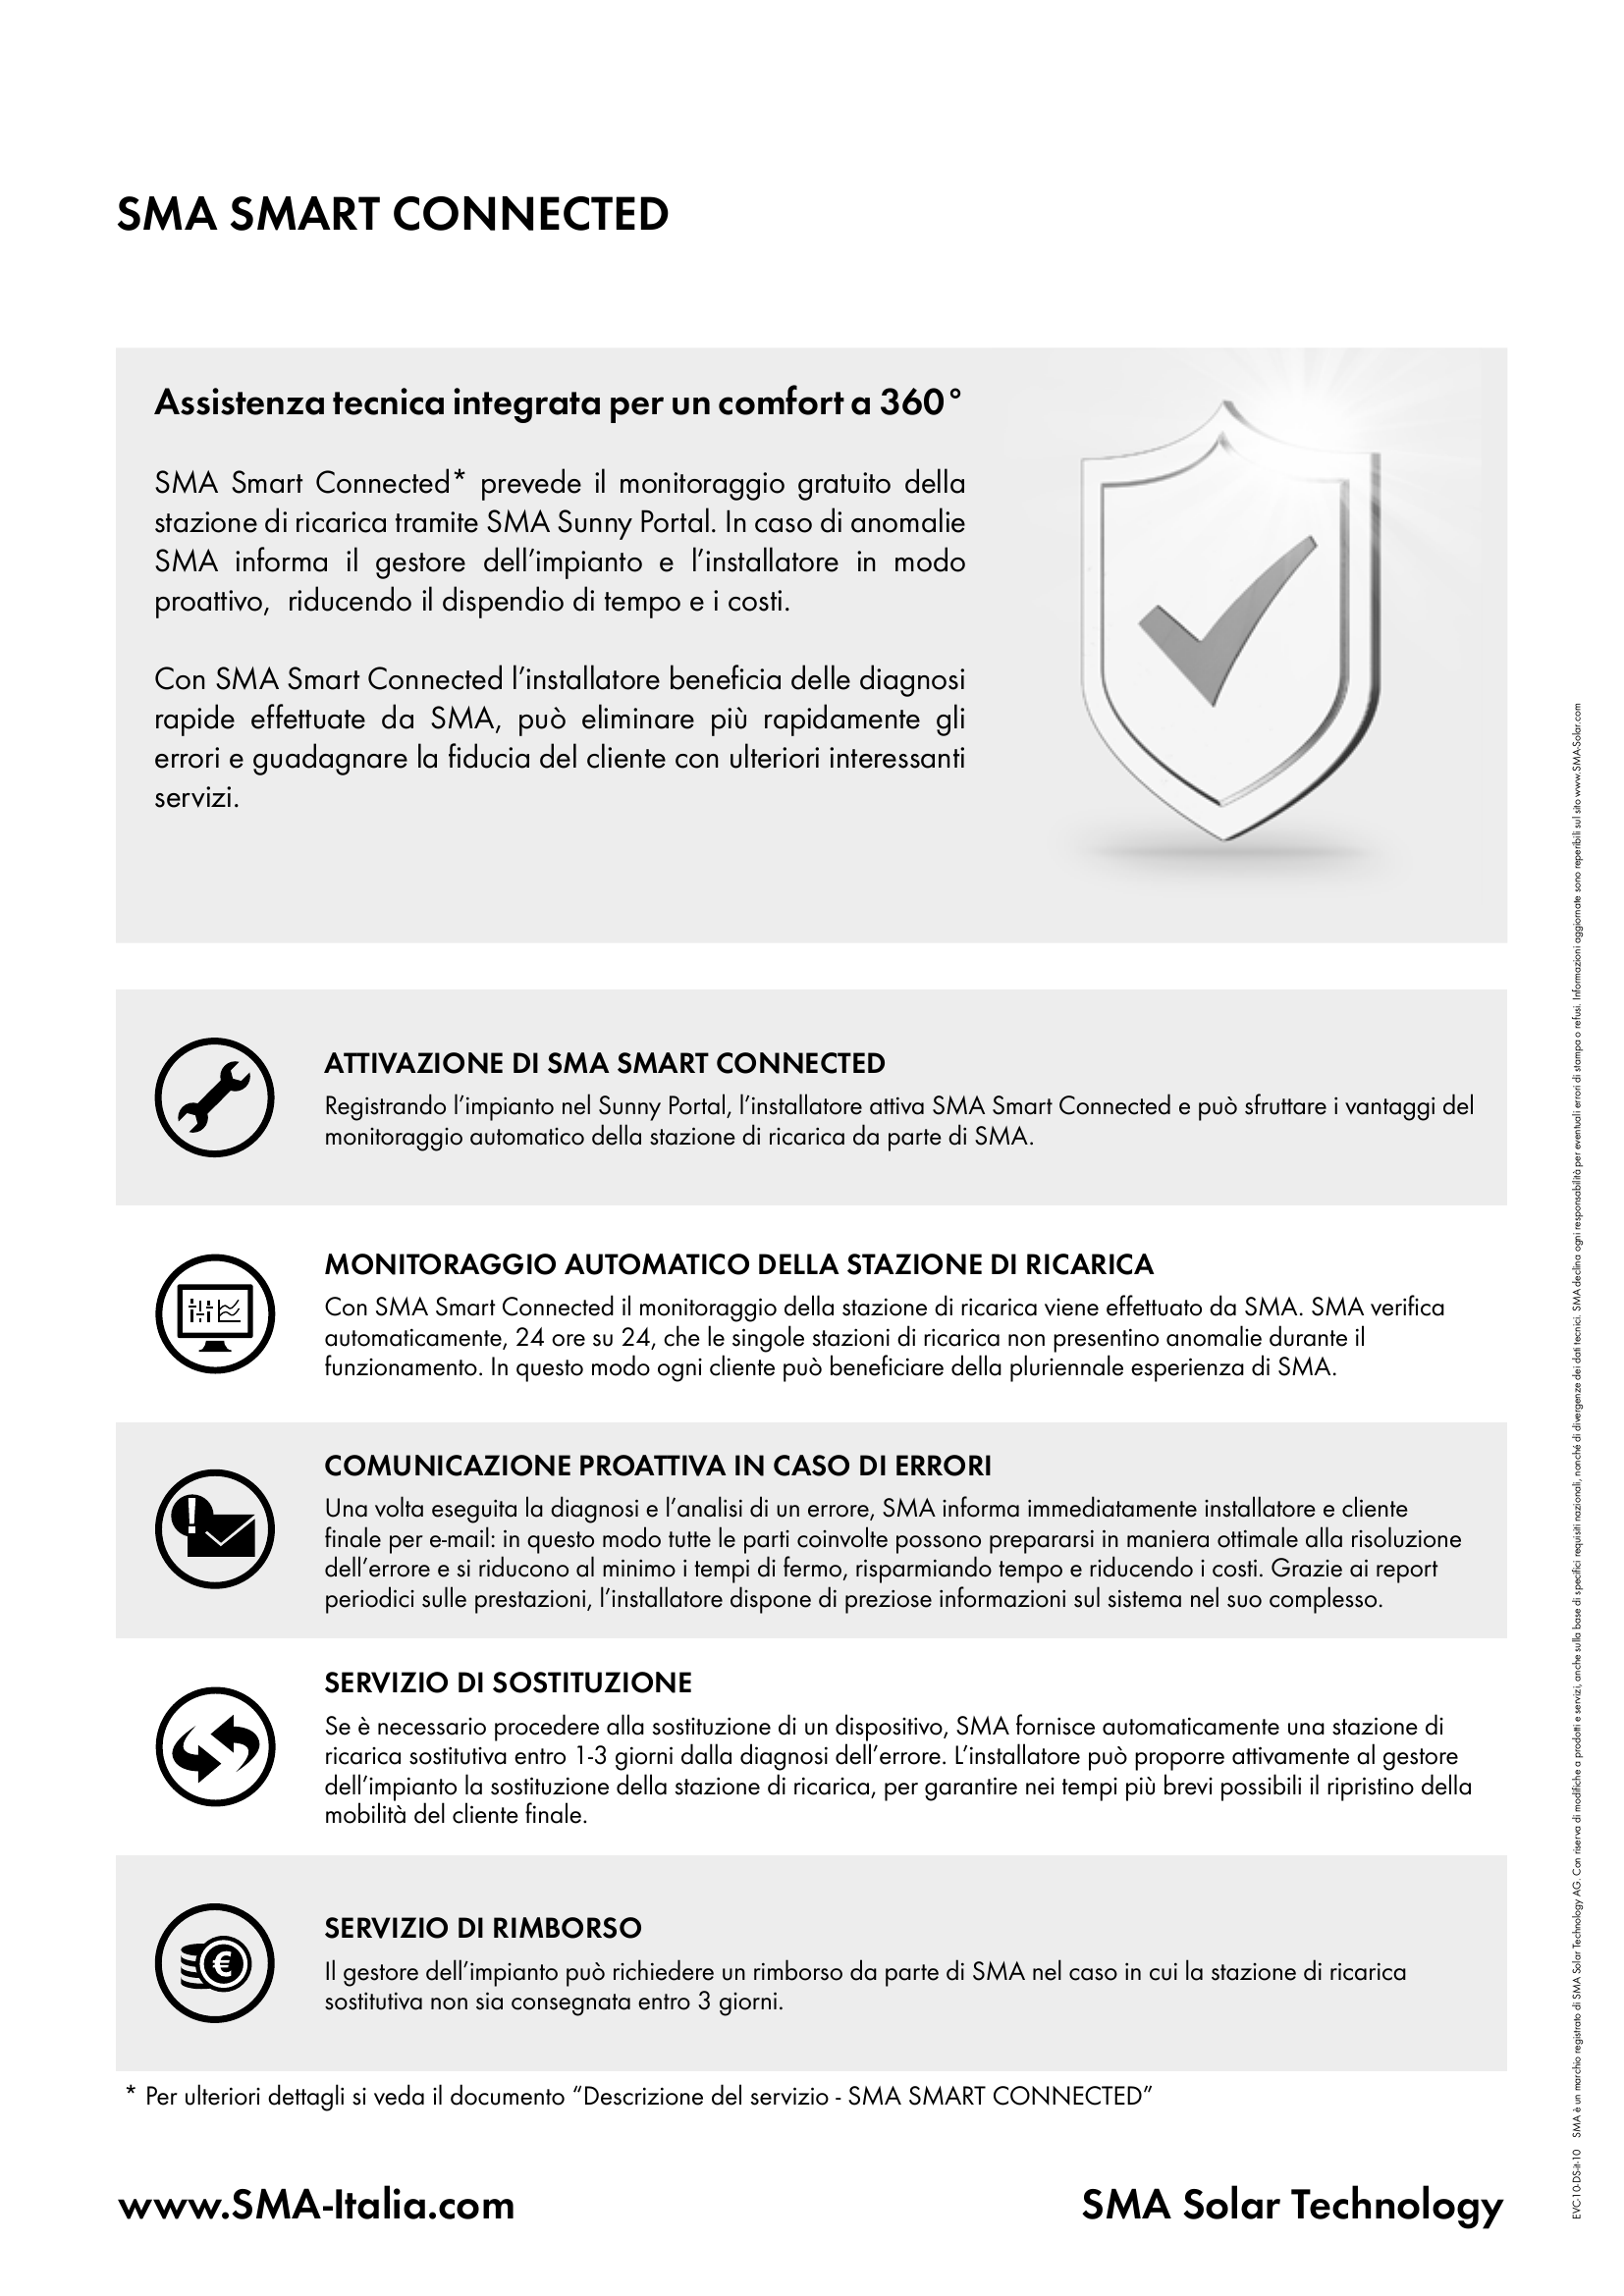 SMA SMART CONNECTED
Assistenza tecnica integrata per un comfort a 360°
SMA Smart Connected* prevede il monitoraggio gratuito della
stazione di ricarica tramite SMA Sunny Portal. In caso di anomalie
SMA informa il gestore dell’impianto e l’installatore in modo
proattivo, riducendo il dispendio di tempo e i costi.
Con SMA Smart Connected l’installatore beneficia delle diagnosi
rapide effettuate da SMA, può eliminare più rapidamente gli
errori e guadagnare la fiducia del cliente con ulteriori interessanti
servizi.
ATTIVAZIONE DI SMA SMART CONNECTED
Registrando l’impianto nel Sunny Portal, l’installatore attiva SMA Smart Connected e può sfruttare i vantaggi del
monitoraggio automatico della stazione di ricarica da parte di SMA.
MONITORAGGIO AUTOMATICO DELLA STAZIONE DI RICARICA
Con SMA Smart Connected il monitoraggio della stazione di ricarica viene effettuato da SMA. SMA verifica
automaticamente, 24 ore su 24, che le singole stazioni di ricarica non presentino anomalie durante il
funzionamento. In questo modo ogni cliente può beneficiare della pluriennale esperienza di SMA.
COMUNICAZIONE PROATTIVA IN CASO DI ERRORI
Una volta eseguita la diagnosi e l’analisi di un errore, SMA informa immediatamente installatore e cliente
finale per e-mail: in questo modo tutte le parti coinvolte possono prepararsi in maniera ottimale alla risoluzione
dell’errore e si riducono al minimo i tempi di fermo, risparmiando tempo e riducendo i costi. Grazie ai report
periodici sulle prestazioni, l’installatore dispone di preziose informazioni sul sistema nel suo complesso.
SERVIZIO DI SOSTITUZIONE
Se è necessario procedere alla sostituzione di un dispositivo, SMA fornisce automaticamente una stazione di
ricarica sostitutiva entro 1-3 giorni dalla diagnosi dell’errore. L’installatore può proporre attivamente al gestore
dell’impianto la sostituzione della stazione di ricarica, per garantire nei tempi più brevi possibili il ripristino della
mobilità del cliente finale.
SERVIZIO DI RIMBORSO
Il gestore dell’impianto può richiedere un rimborso da parte di SMA nel caso in cui la stazione di ricarica
sostitutiva non sia consegnata entro 3 giorni.
* Per ulteriori dettagli si veda il documento “Descrizione del servizio - SMA SMART CONNECTED”
www.SMA-Italia.com
SMA Solar Technology
EVC-10-DS-it-10 SMA è un marchio registrato di SMA Solar Technology AG. Con riserva di modifiche a prodotti e servizi, anche sulla base di specifici requisiti nazionali, nonché di divergenze dei dati tecnici. SMA declina ogni responsabilità per eventuali errori di stampa o refusi. Informazioni aggiornate sono reperibili sul sito www.SMA-Solar.com